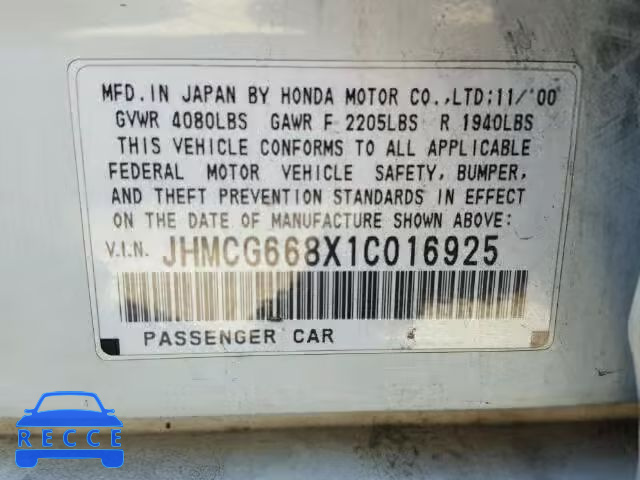 MFD.IN JAPAN BY HONDA MOTOR CO.,LTD:11/'00
GVWR 4080LBS GAWR F 2205LBS R 1940LBS
THIS VEHICLE CONFORMS TO ALL APPLICABLE
FEDERAL MOTOR VEHICLE SAFETY, BUMPER,
AND THEFT PREVENTION STANDARDS IN EFFECT
ON THE DATE OF MANUFACTURE SHOWN ABOVE:
V.I.N. JHMCG668X1C016925
PASSENGER CAR
RECCE